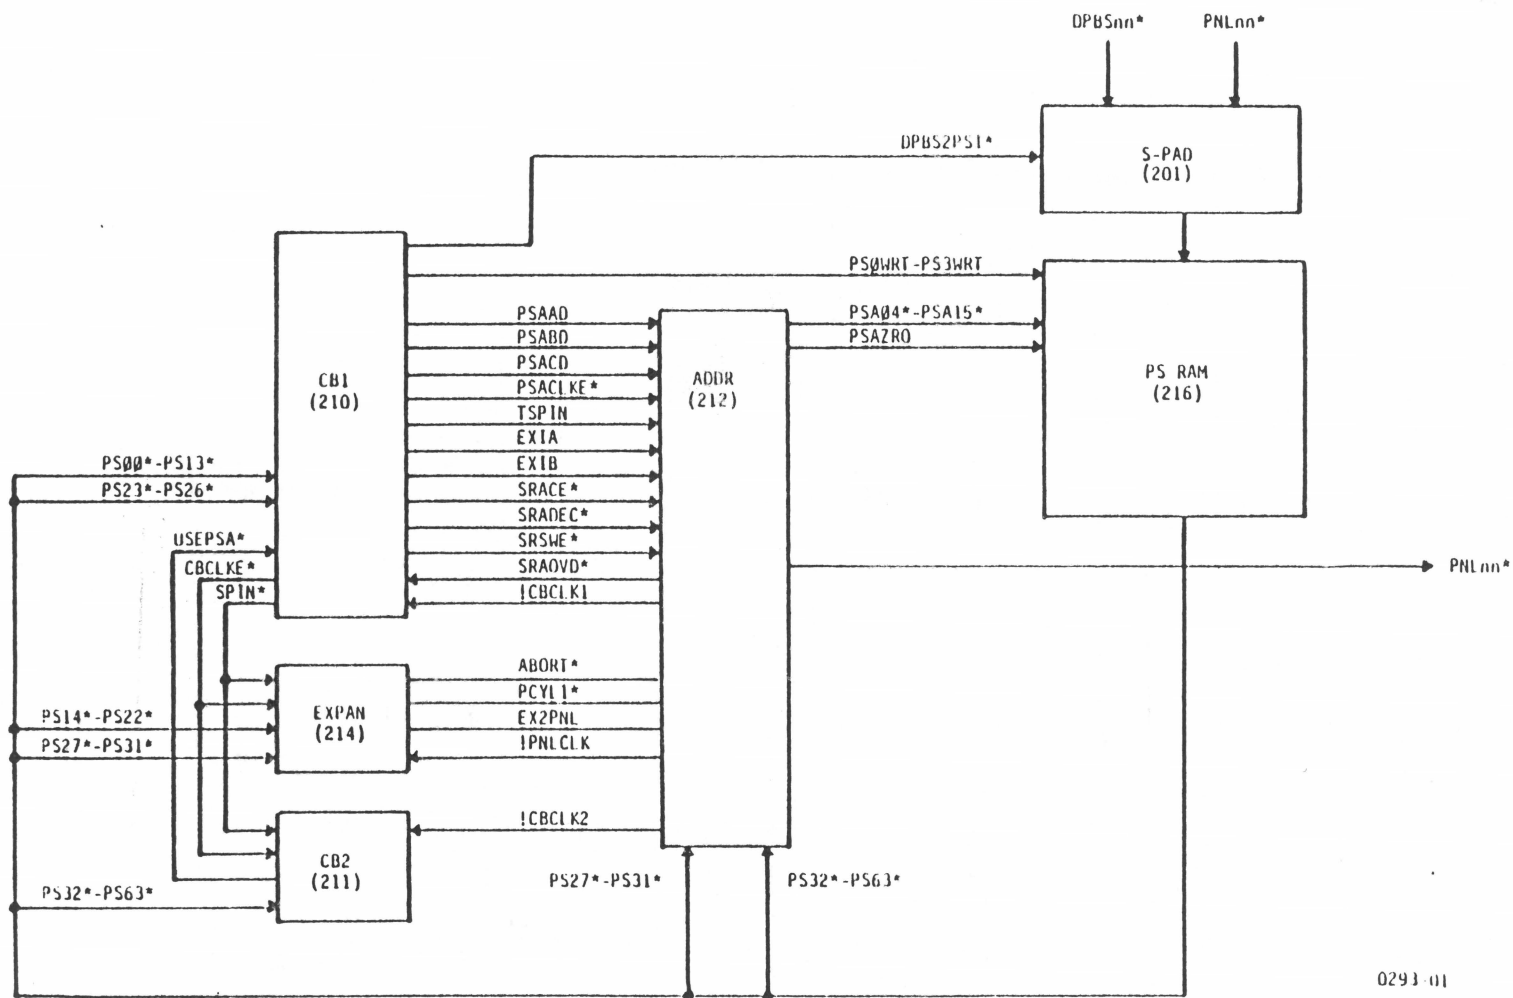 DPBSnn* PNLnn*
DPBS2PSI*
S-PAD
(201)
PSØWRT-PS3WRT
PSAAD
PSABD
PSACD
PSACLKE*
TSPIN
EXIA
EXIB
SRACE*
SRADEC*
SRSWE*
SRAOVD*
!CBCLK1
PSAØ4*-PSA15*
PSAZRO
CB1
(210)
ADDR
(212)
PS RAM
(216)
PSØØ*-PS13*
PS23*-PS26*
USEPSA*
CBCLKE*
SPIN*
PNLnn*
ABORT*
PCYL1*
EX2PNL
!PNLCLK
EXPAN
(214)
PS14*-PS22*
PS27*-PS31*
!CBCLK2
CB2
(211)
PS32*-PS63*
PS27*-PS31* PS32*-PS63*
0293-01